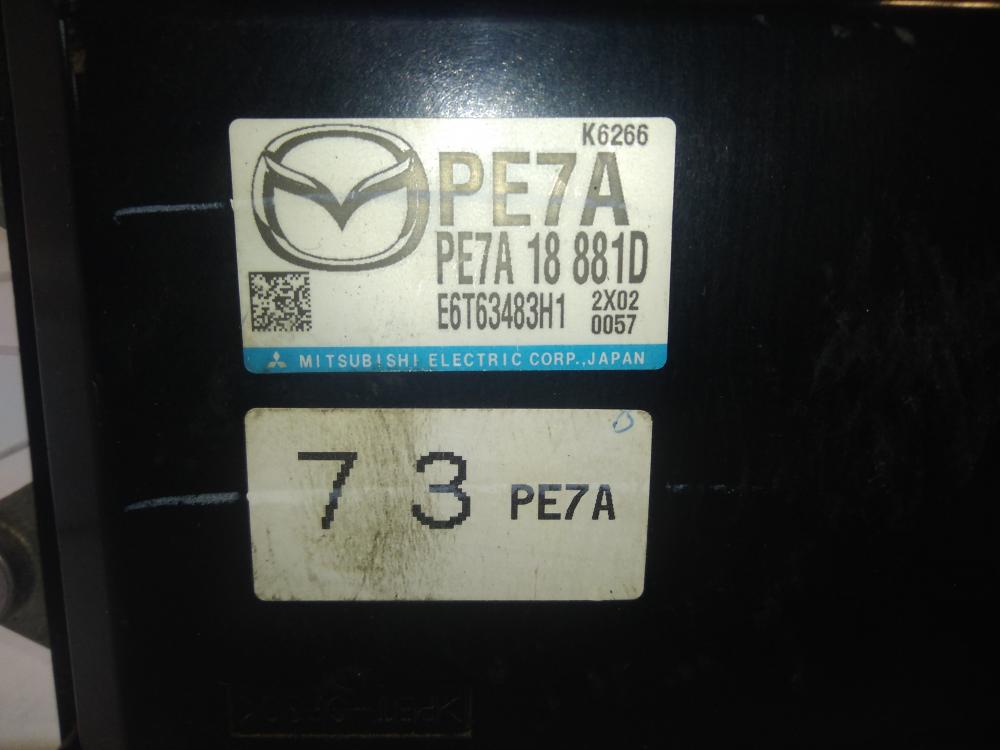 K6266
PE7A
PE7A 18 881D
E6T63483H1 2X02
0057
MITSUBISHI ELECTRIC CORP.,JAPAN
7 3 PE7A